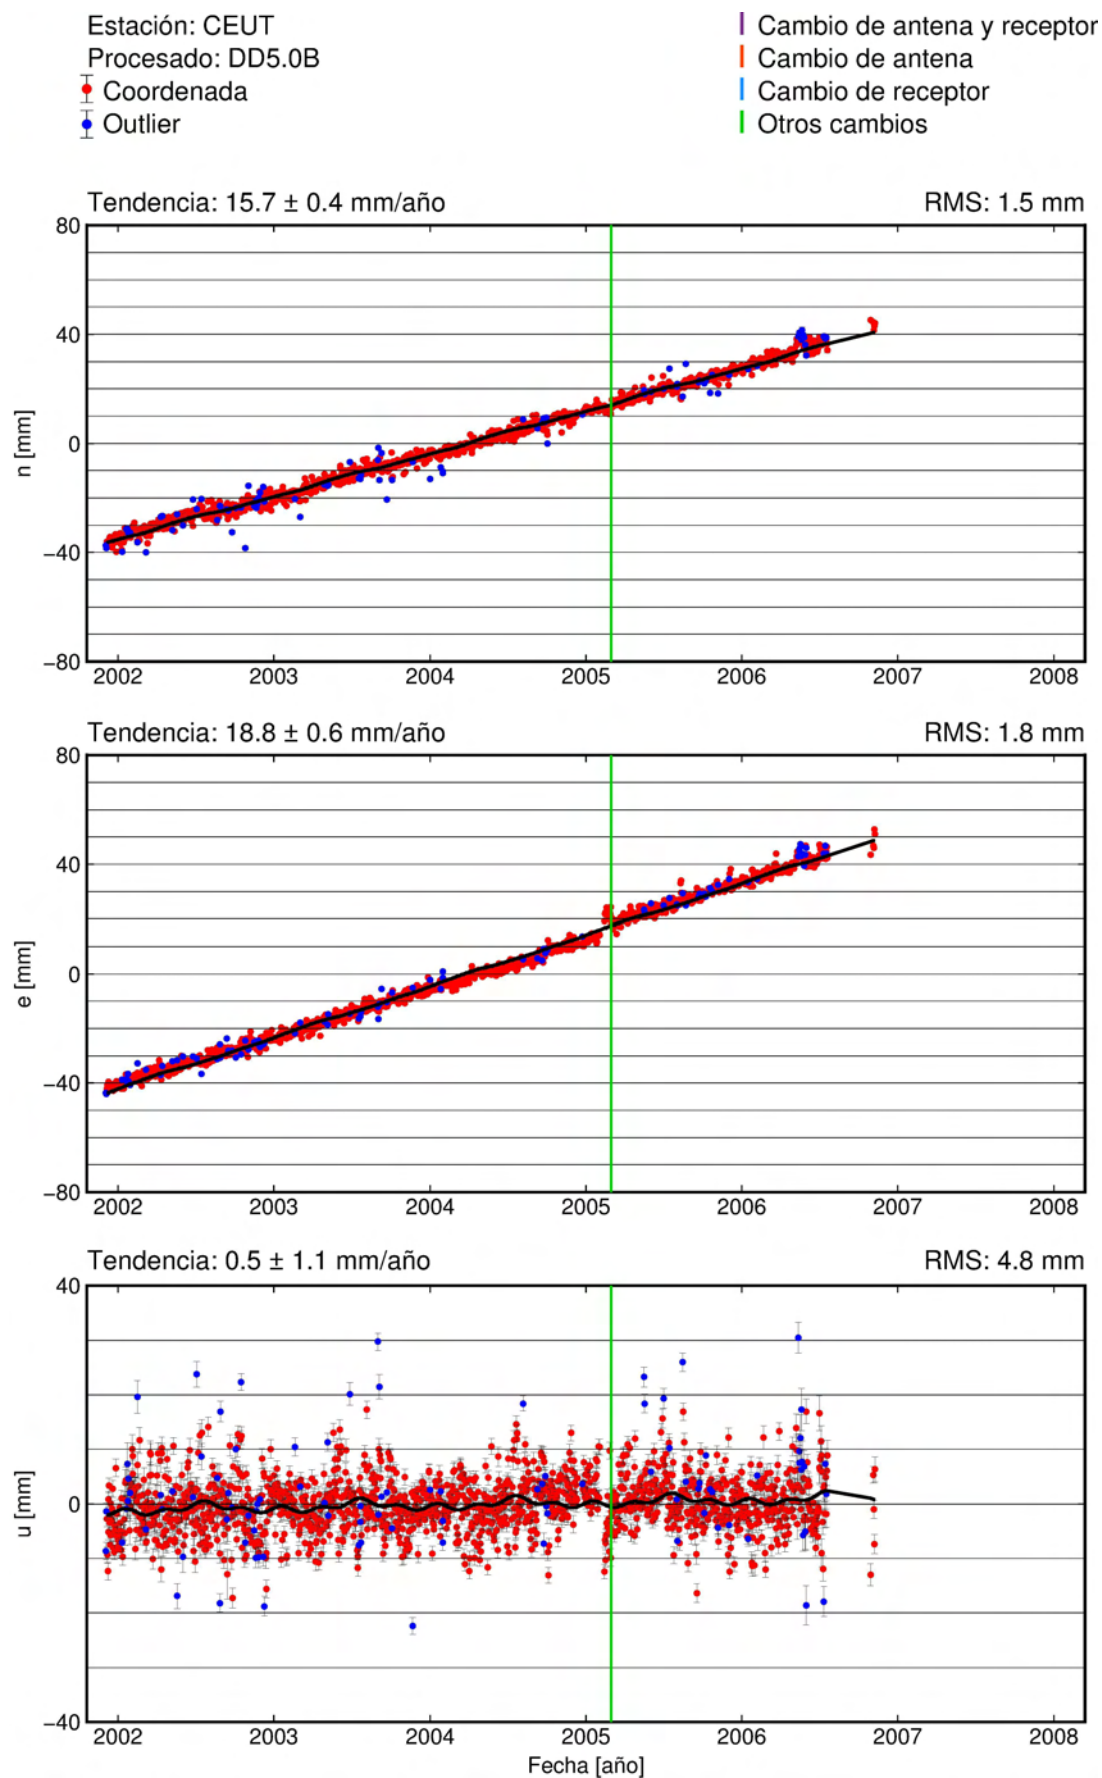 Estación: CEUT
Procesado: DD5.0B
Coordenada
Outlier
Cambio de antena y receptor
Cambio de antena
Cambio de receptor
Otros cambios
Tendencia: 15.7 ± 0.4 mm/año RMS: 1.5 mm
80
40
0
−40
−80
n [mm]
2002 2003 2004 2005 2006 2007 2008
Tendencia: 18.8 ± 0.6 mm/año RMS: 1.8 mm
80
40
0
−40
−80
e [mm]
2002 2003 2004 2005 2006 2007 2008
Tendencia: 0.5 ± 1.1 mm/año RMS: 4.8 mm
40
20
0
−20
−40
u [mm]
2002 2003 2004 2005 2006 2007 2008
Fecha [año]